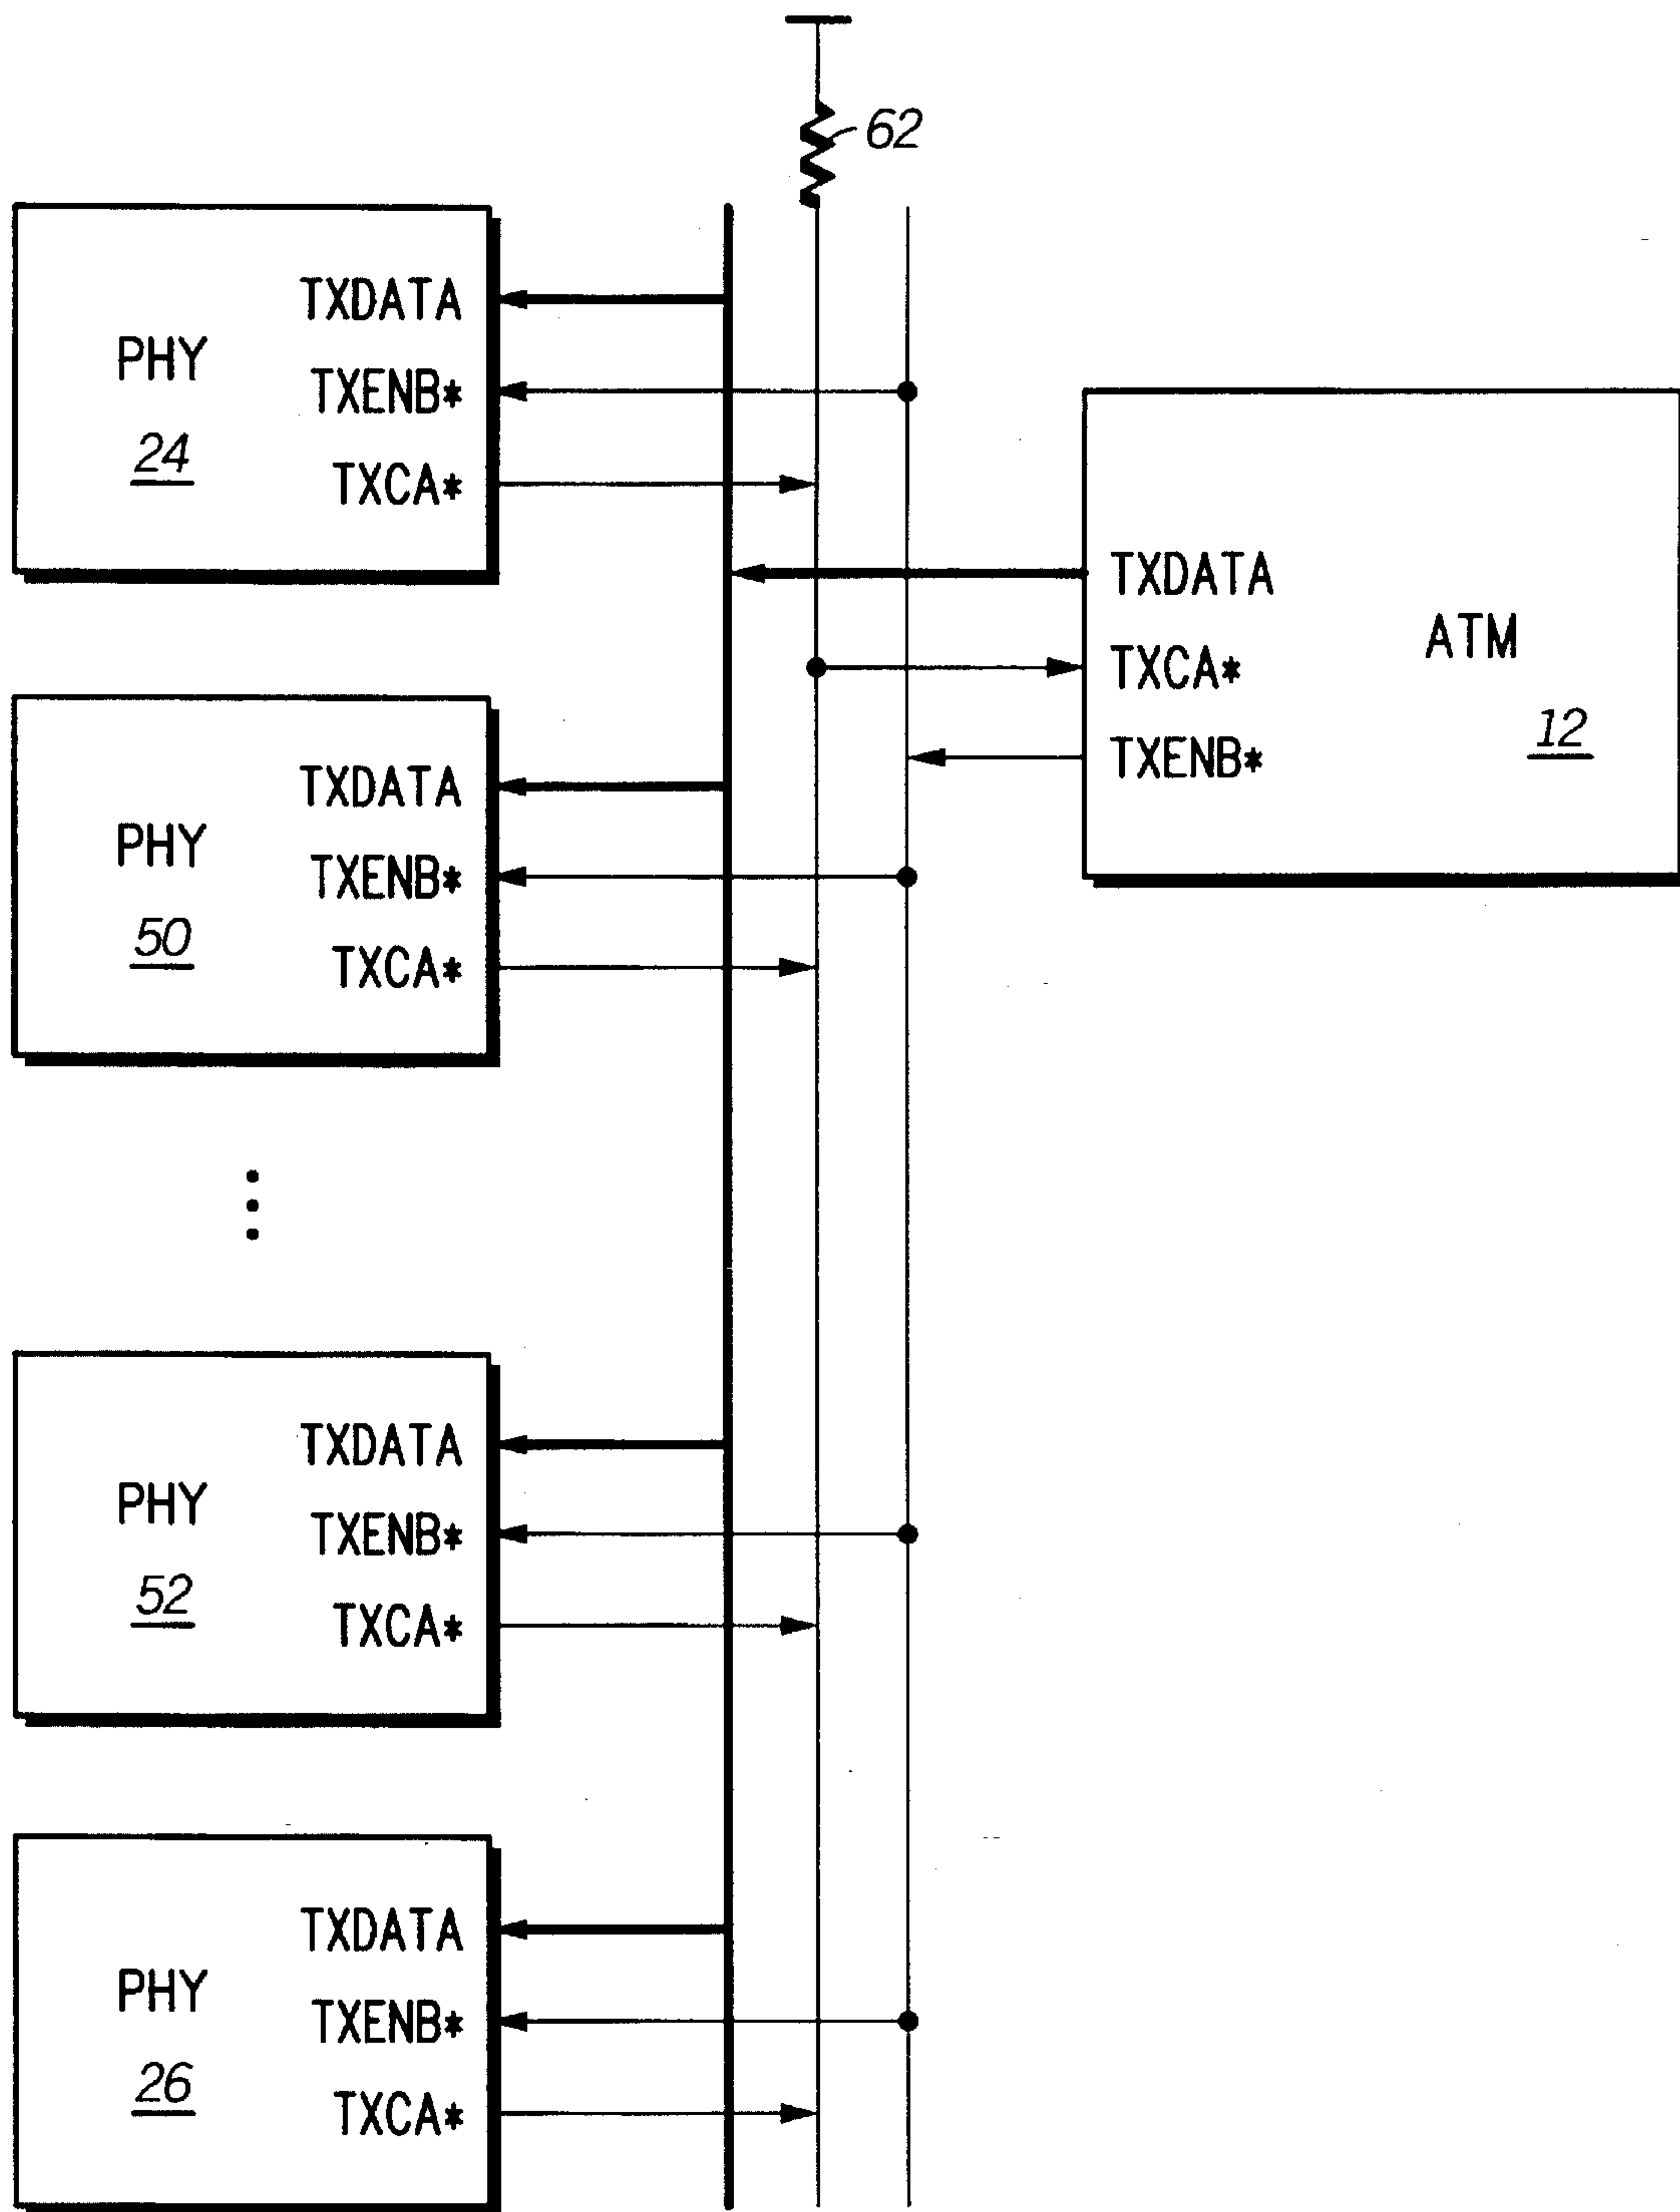 62
TXDATA
PHY
TXENB*
24
TXCA*
TXDATA
ATM
TXCA*
12
TXENB*
TXDATA
PHY
TXENB*
50
TXCA*
TXDATA
PHY
TXENB*
52
TXCA*
TXDATA
PHY
TXENB*
26
TXCA*